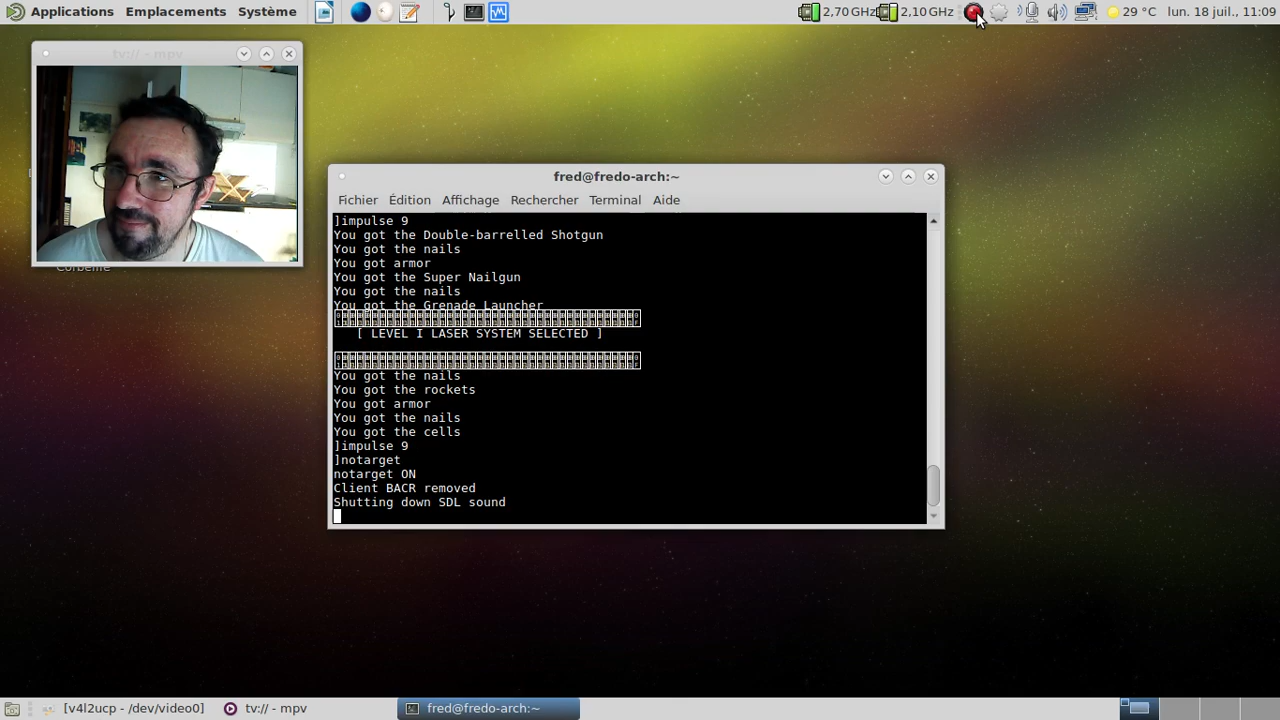 Applications Emplacements Système 2,70 GHz 2,10 GHz 29 °C lun. 18 juil., 11:09
tv:// - mpv
Corbeille
fred@fredo-arch:~
Fichier Édition Affichage Rechercher Terminal Aide
]impulse 9
You got the Double-barrelled Shotgun
You got the nails
You got armor
You got the Super Nailgun
You got the nails
You got the Grenade Launcher
[ LEVEL I LASER SYSTEM SELECTED ]
You got the nails
You got the rockets
You got armor
You got the nails
You got the cells
]impulse 9
]notarget
notarget ON
Client BACR removed
Shutting down SDL sound
[v4l2ucp - /dev/video0] tv:// - mpv fred@fredo-arch:~